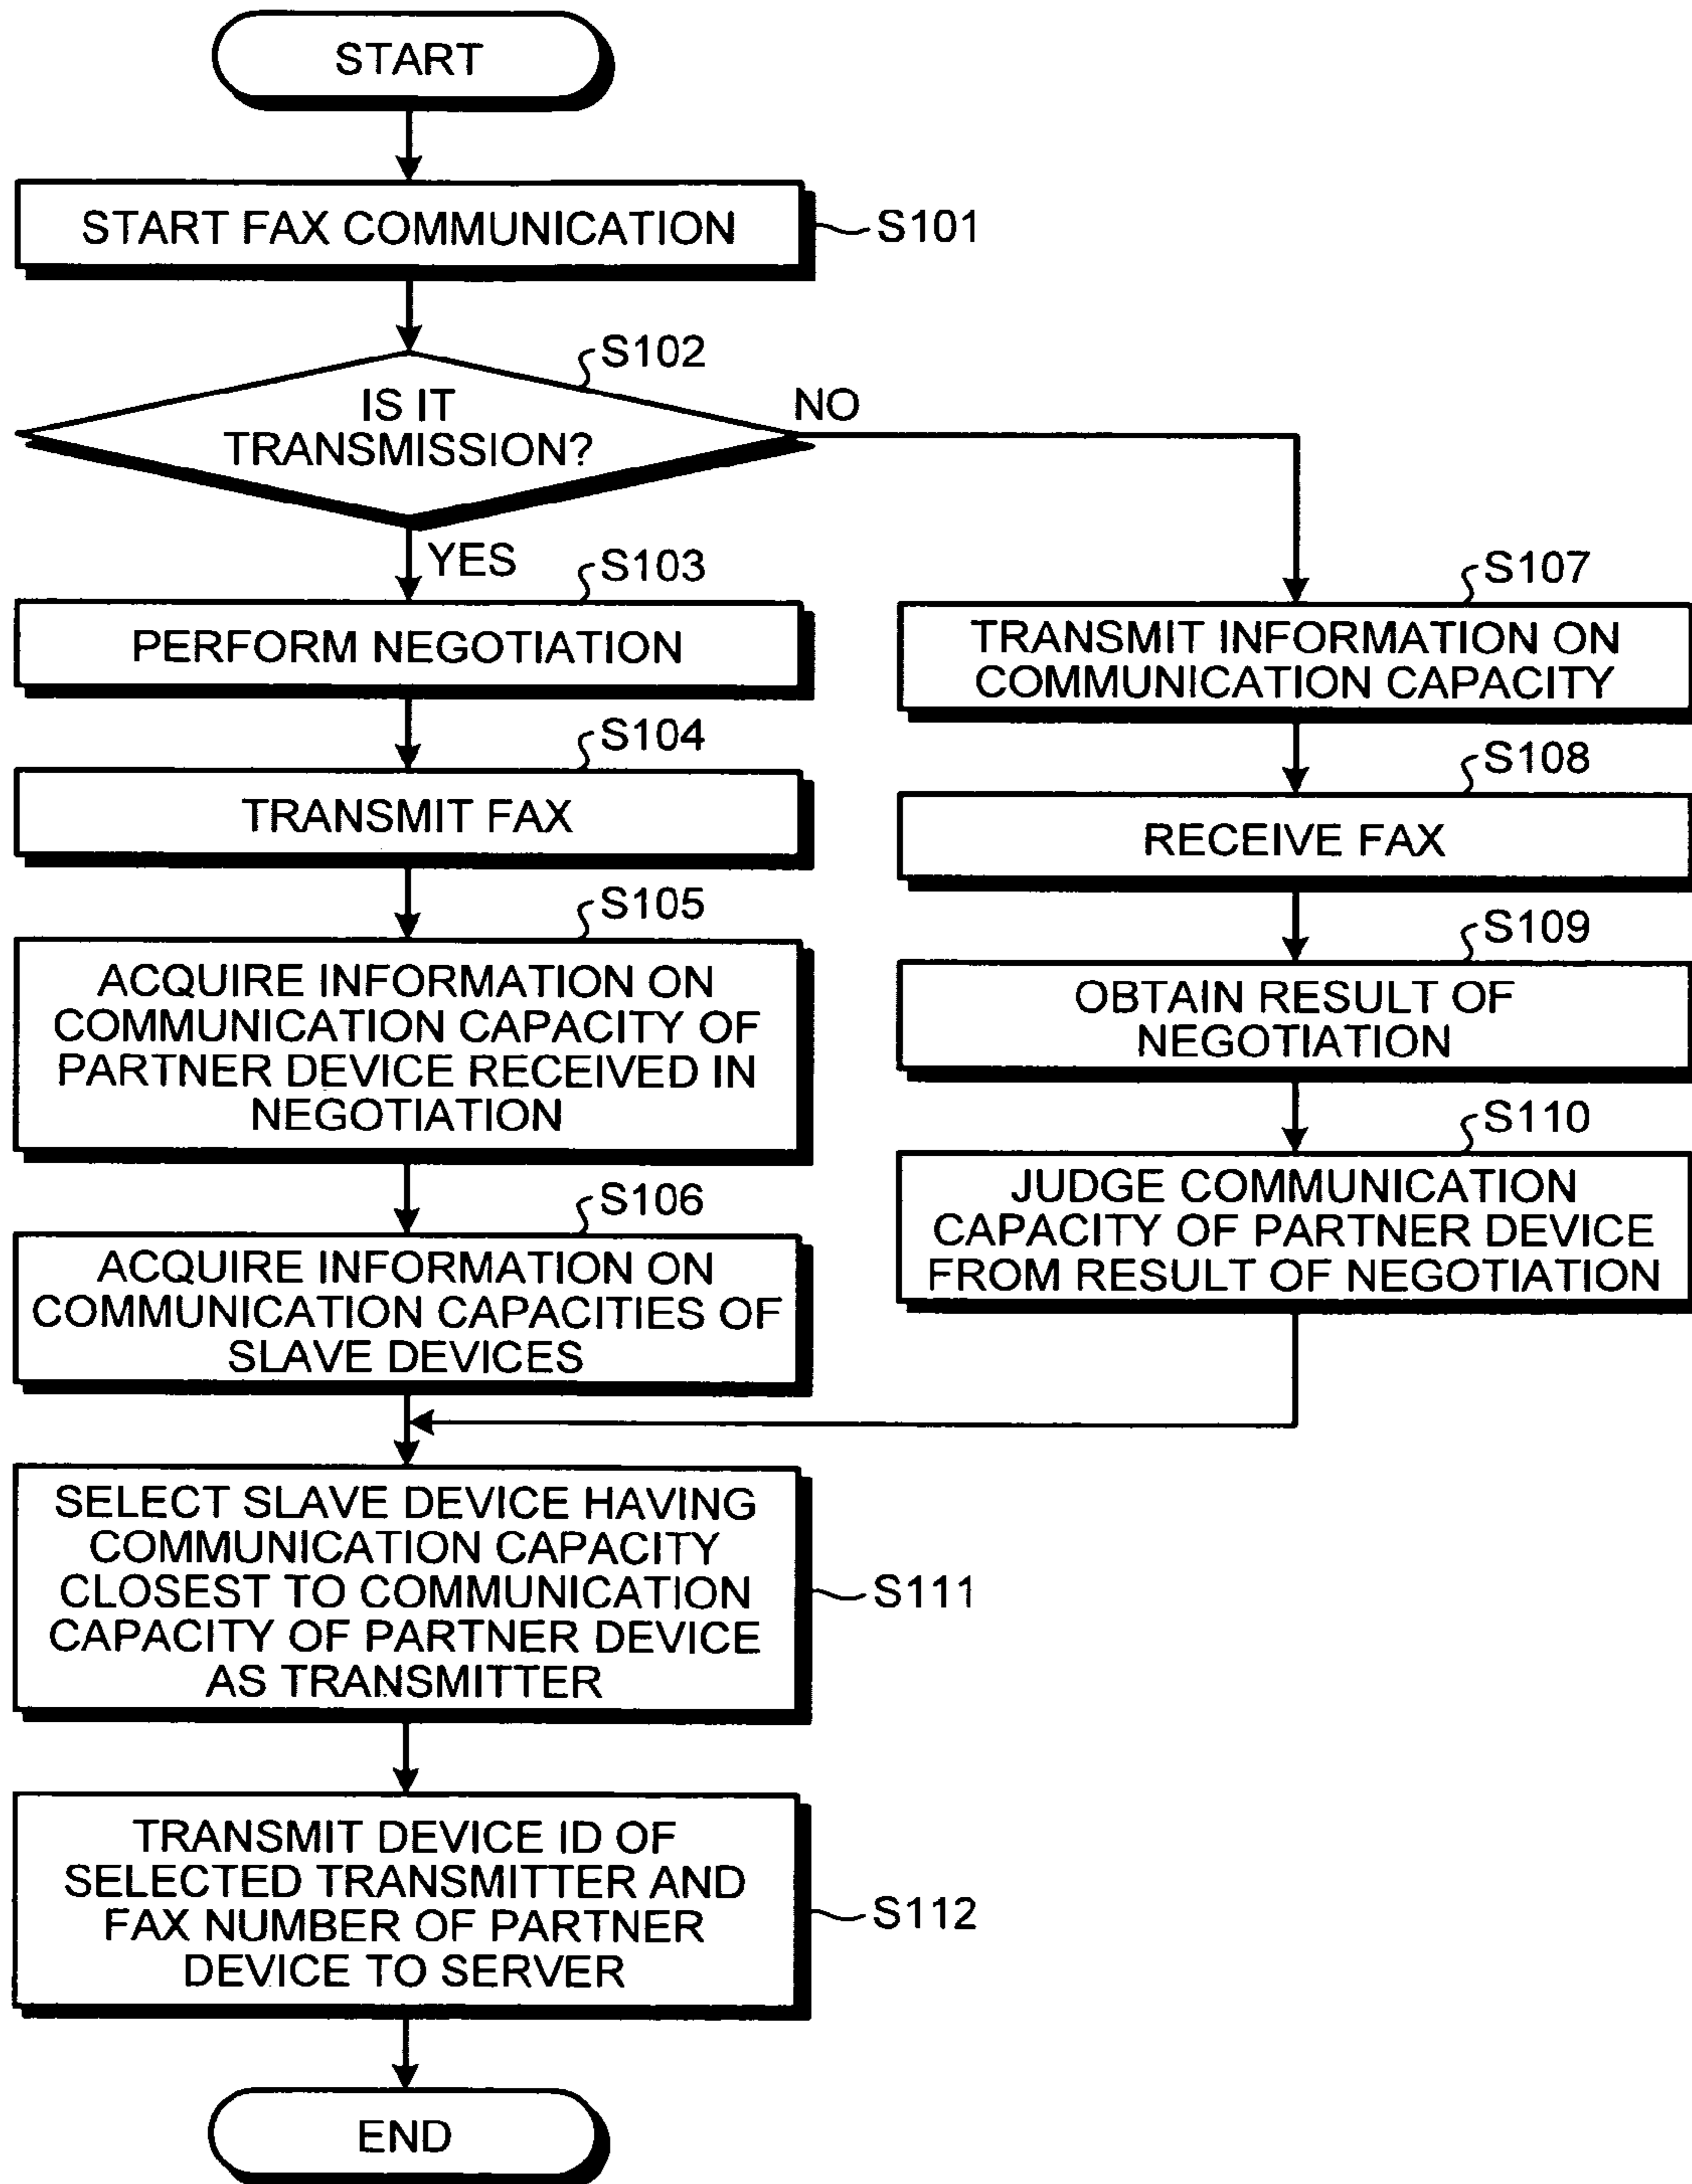 START
START FAX COMMUNICATION
S101
S102
IS IT
TRANSMISSION?
NO
YES
S103
PERFORM NEGOTIATION
S104
TRANSMIT FAX
S105
ACQUIRE INFORMATION ON
COMMUNICATION CAPACITY OF
PARTNER DEVICE RECEIVED IN
NEGOTIATION
S106
ACQUIRE INFORMATION ON
COMMUNICATION CAPACITIES OF
SLAVE DEVICES
S107
TRANSMIT INFORMATION ON
COMMUNICATION CAPACITY
S108
RECEIVE FAX
S109
OBTAIN RESULT OF
NEGOTIATION
S110
JUDGE COMMUNICATION
CAPACITY OF PARTNER DEVICE
FROM RESULT OF NEGOTIATION
SELECT SLAVE DEVICE HAVING
COMMUNICATION CAPACITY
CLOSEST TO COMMUNICATION
CAPACITY OF PARTNER DEVICE
AS TRANSMITTER
S111
TRANSMIT DEVICE ID OF
SELECTED TRANSMITTER AND
FAX NUMBER OF PARTNER
DEVICE TO SERVER
S112
END